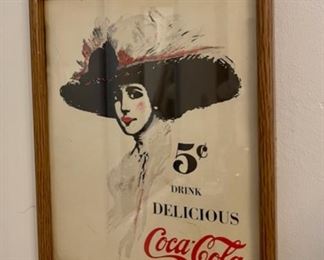 5¢
DRINK
DELICIOUS
Coca-Cola